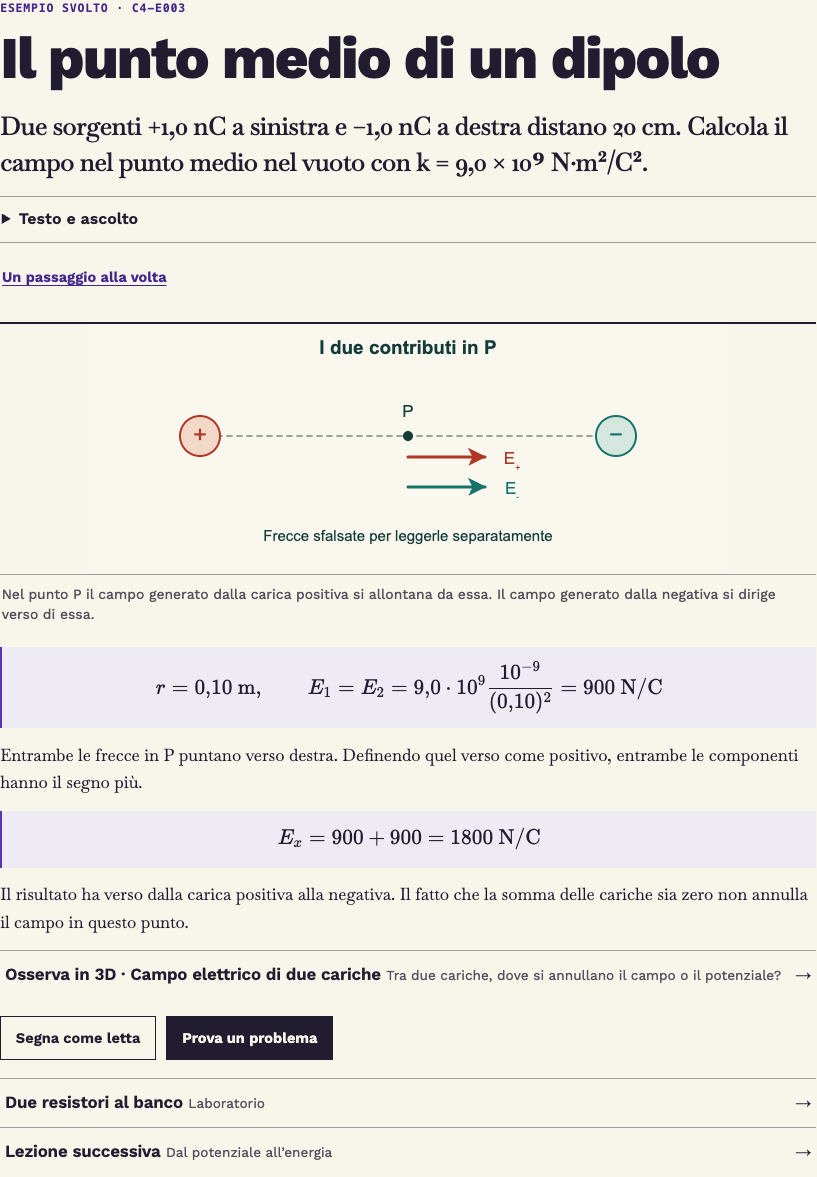 ESEMPIO SVOLTO · C4–E003
Il punto medio di un dipolo
Due sorgenti +1,0 nC a sinistra e −1,0 nC a destra distano 20 cm. Calcola il
campo nel punto medio nel vuoto con k = 9,0 × 10⁹ N·m²/C².
▶ Testo e ascolto
Un passaggio alla volta
I due contributi in P
P
+
−
E₊
E₋
Frecce sfalsate per leggerle separatamente
Nel punto P il campo generato dalla carica positiva si allontana da essa. Il campo generato dalla negativa si dirige
verso di essa.
r = 0,10 m, E₁ = E₂ = 9,0 · 10⁹ 10⁻⁹/(0,10)² = 900 N/C
Entrambe le frecce in P puntano verso destra. Definendo quel verso come positivo, entrambe le componenti
hanno il segno più.
Eₓ = 900 + 900 = 1800 N/C
Il risultato ha verso dalla carica positiva alla negativa. Il fatto che la somma delle cariche sia zero non annulla
il campo in questo punto.
Osserva in 3D · Campo elettrico di due cariche Tra due cariche, dove si annullano il campo o il potenziale? →
Segna come letta Prova un problema
Due resistori al banco Laboratorio →
Lezione successiva Dal potenziale all’energia →